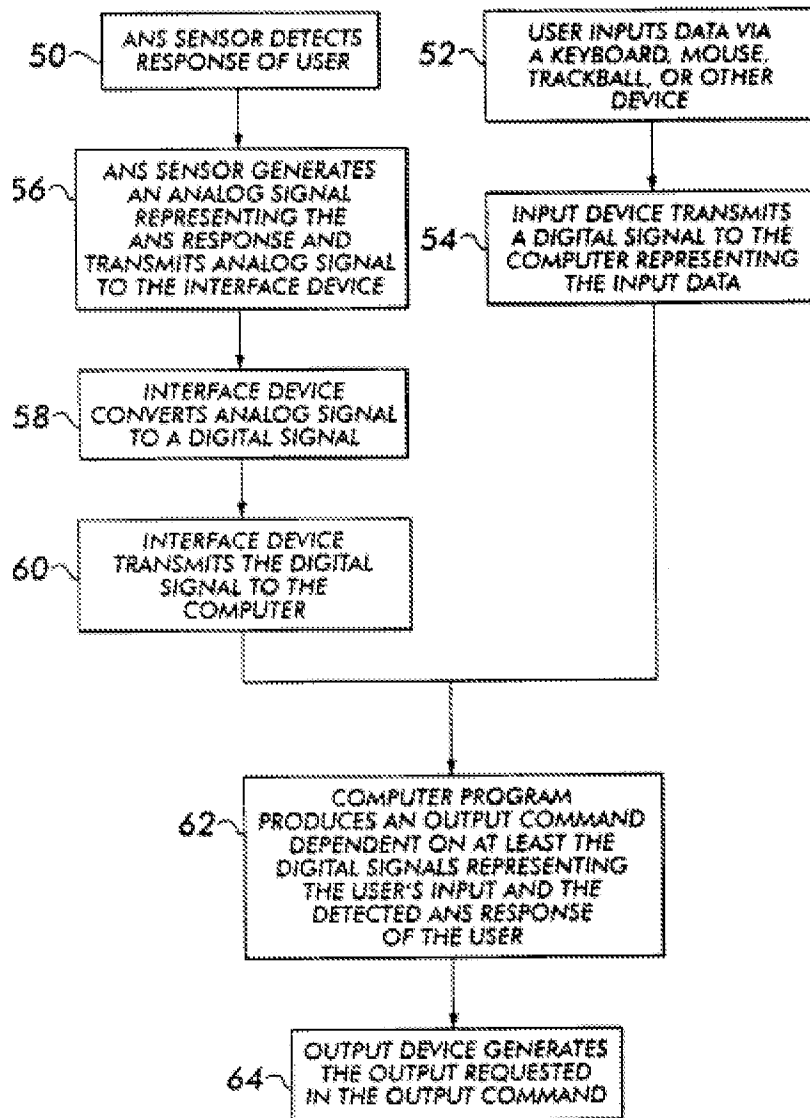 50
ANS SENSOR DETECTS
RESPONSE OF USER
52
USER INPUTS DATA VIA
A KEYBOARD, MOUSE,
TRACKBALL, OR OTHER
DEVICE
56
ANS SENSOR GENERATES
AN ANALOG SIGNAL
REPRESENTING THE
ANS RESPONSE AND
TRANSMITS ANALOG SIGNAL
TO THE INTERFACE DEVICE
54
INPUT DEVICE TRANSMITS
A DIGITAL SIGNAL TO THE
COMPUTER REPRESENTING
THE INPUT DATA
58
INTERFACE DEVICE
CONVERTS ANALOG SIGNAL
TO A DIGITAL SIGNAL
60
INTERFACE DEVICE
TRANSMITS THE DIGITAL
SIGNAL TO THE
COMPUTER
62
COMPUTER PROGRAM
PRODUCES AN OUTPUT COMMAND
DEPENDENT ON AT LEAST THE
DIGITAL SIGNALS REPRESENTING
THE USER'S INPUT AND THE
DETECTED ANS RESPONSE
OF THE USER
64
OUTPUT DEVICE GENERATES
THE OUTPUT REQUESTED
IN THE OUTPUT COMMAND